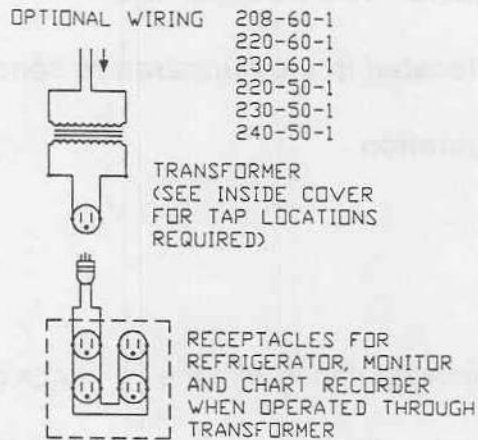 OPTIONAL WIRING 208-60-1
220-60-1
230-60-1
220-50-1
230-50-1
240-50-1
TRANSFORMER
(SEE INSIDE COVER
FOR TAP LOCATIONS
REQUIRED)
RECEPTACLES FOR
REFRIGERATOR, MONITOR
AND CHART RECORDER
WHEN OPERATED THROUGH
TRANSFORMER